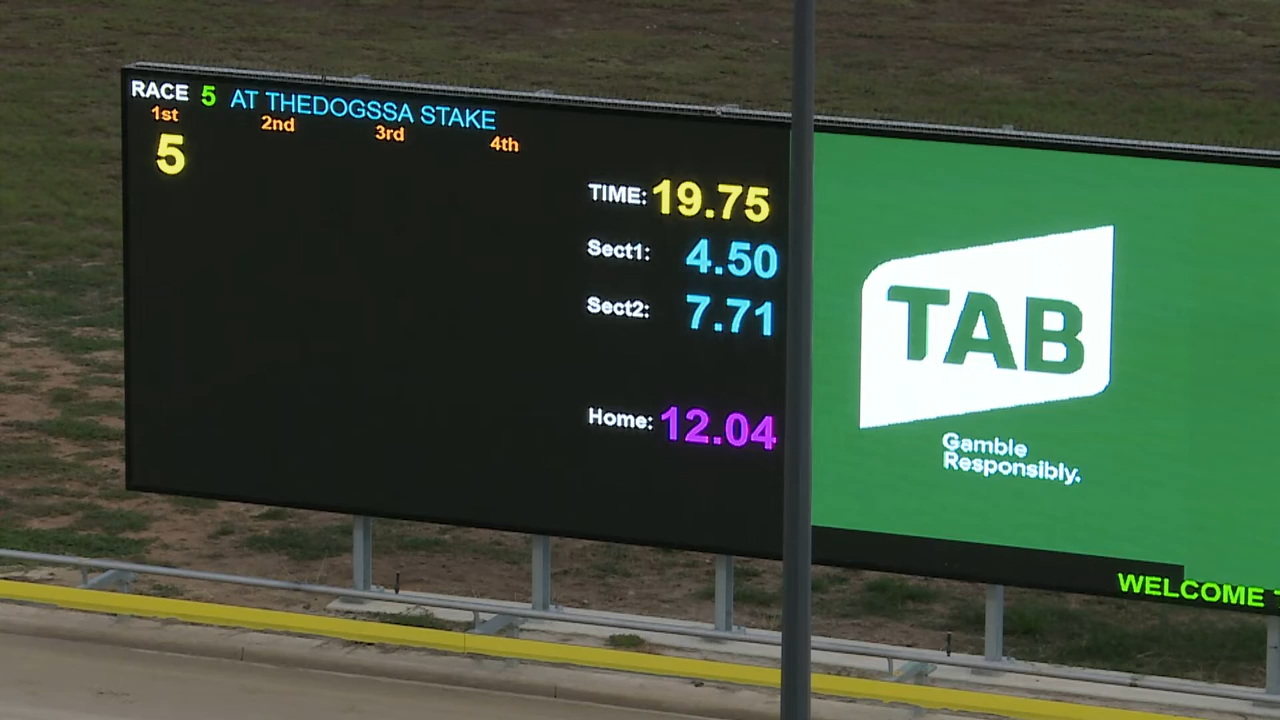 RACE 5 AT THEDOGSSA STAKE
1st 2nd 3rd 4th
5
TIME: 19.75
Sect1: 4.50
Sect2: 7.71
Home: 12.04
TAB
Gamble
Responsibly.
WELCOME